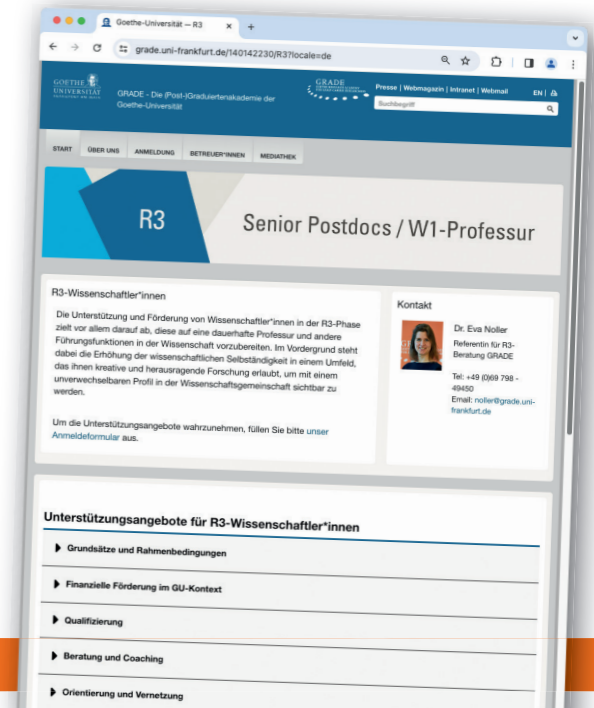 Goethe-Universität — R3
grade.uni-frankfurt.de/140142230/R3?locale=de
GOETHE
UNIVERSITÄT
GRADE - Die (Post-)Graduiertenakademie der
Goethe-Universität
GRADE
Presse | Webmagazin | Intranet | Webmail
EN |
Suchbegriff
START ÜBER UNS ANMELDUNG BETREUER*INNEN MEDIATHEK
R3
Senior Postdocs / W1-Professur
R3-Wissenschaftler*innen
Die Unterstützung und Förderung von Wissenschaftler*innen in der R3-Phase
zielt vor allem darauf ab, diese auf eine dauerhafte Professur und andere
Führungsfunktionen in der Wissenschaft vorzubereiten. Im Vordergrund steht
dabei die Erhöhung der wissenschaftlichen Selbständigkeit in einem Umfeld,
das ihnen kreative und herausragende Forschung erlaubt, um mit einem
unverwechselbaren Profil in der Wissenschaftsgemeinschaft sichtbar zu
werden.
Um die Unterstützungsangebote wahrzunehmen, füllen Sie bitte unser
Anmeldeformular aus.
Kontakt
Dr. Eva Noller
Referentin für R3-
Beratung GRADE
Tel: +49 (0)69 798 -
49450
Email: noller@grade.uni-
frankfurt.de
Unterstützungsangebote für R3-Wissenschaftler*innen
Grundsätze und Rahmenbedingungen
Finanzielle Förderung im GU-Kontext
Qualifizierung
Beratung und Coaching
Orientierung und Vernetzung